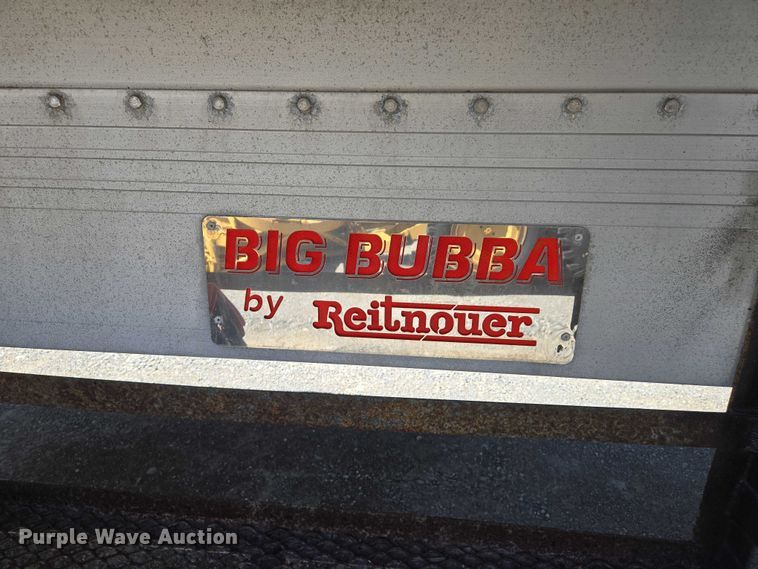 BIG BUBBA
by Reitnouer
Purple Wave Auction